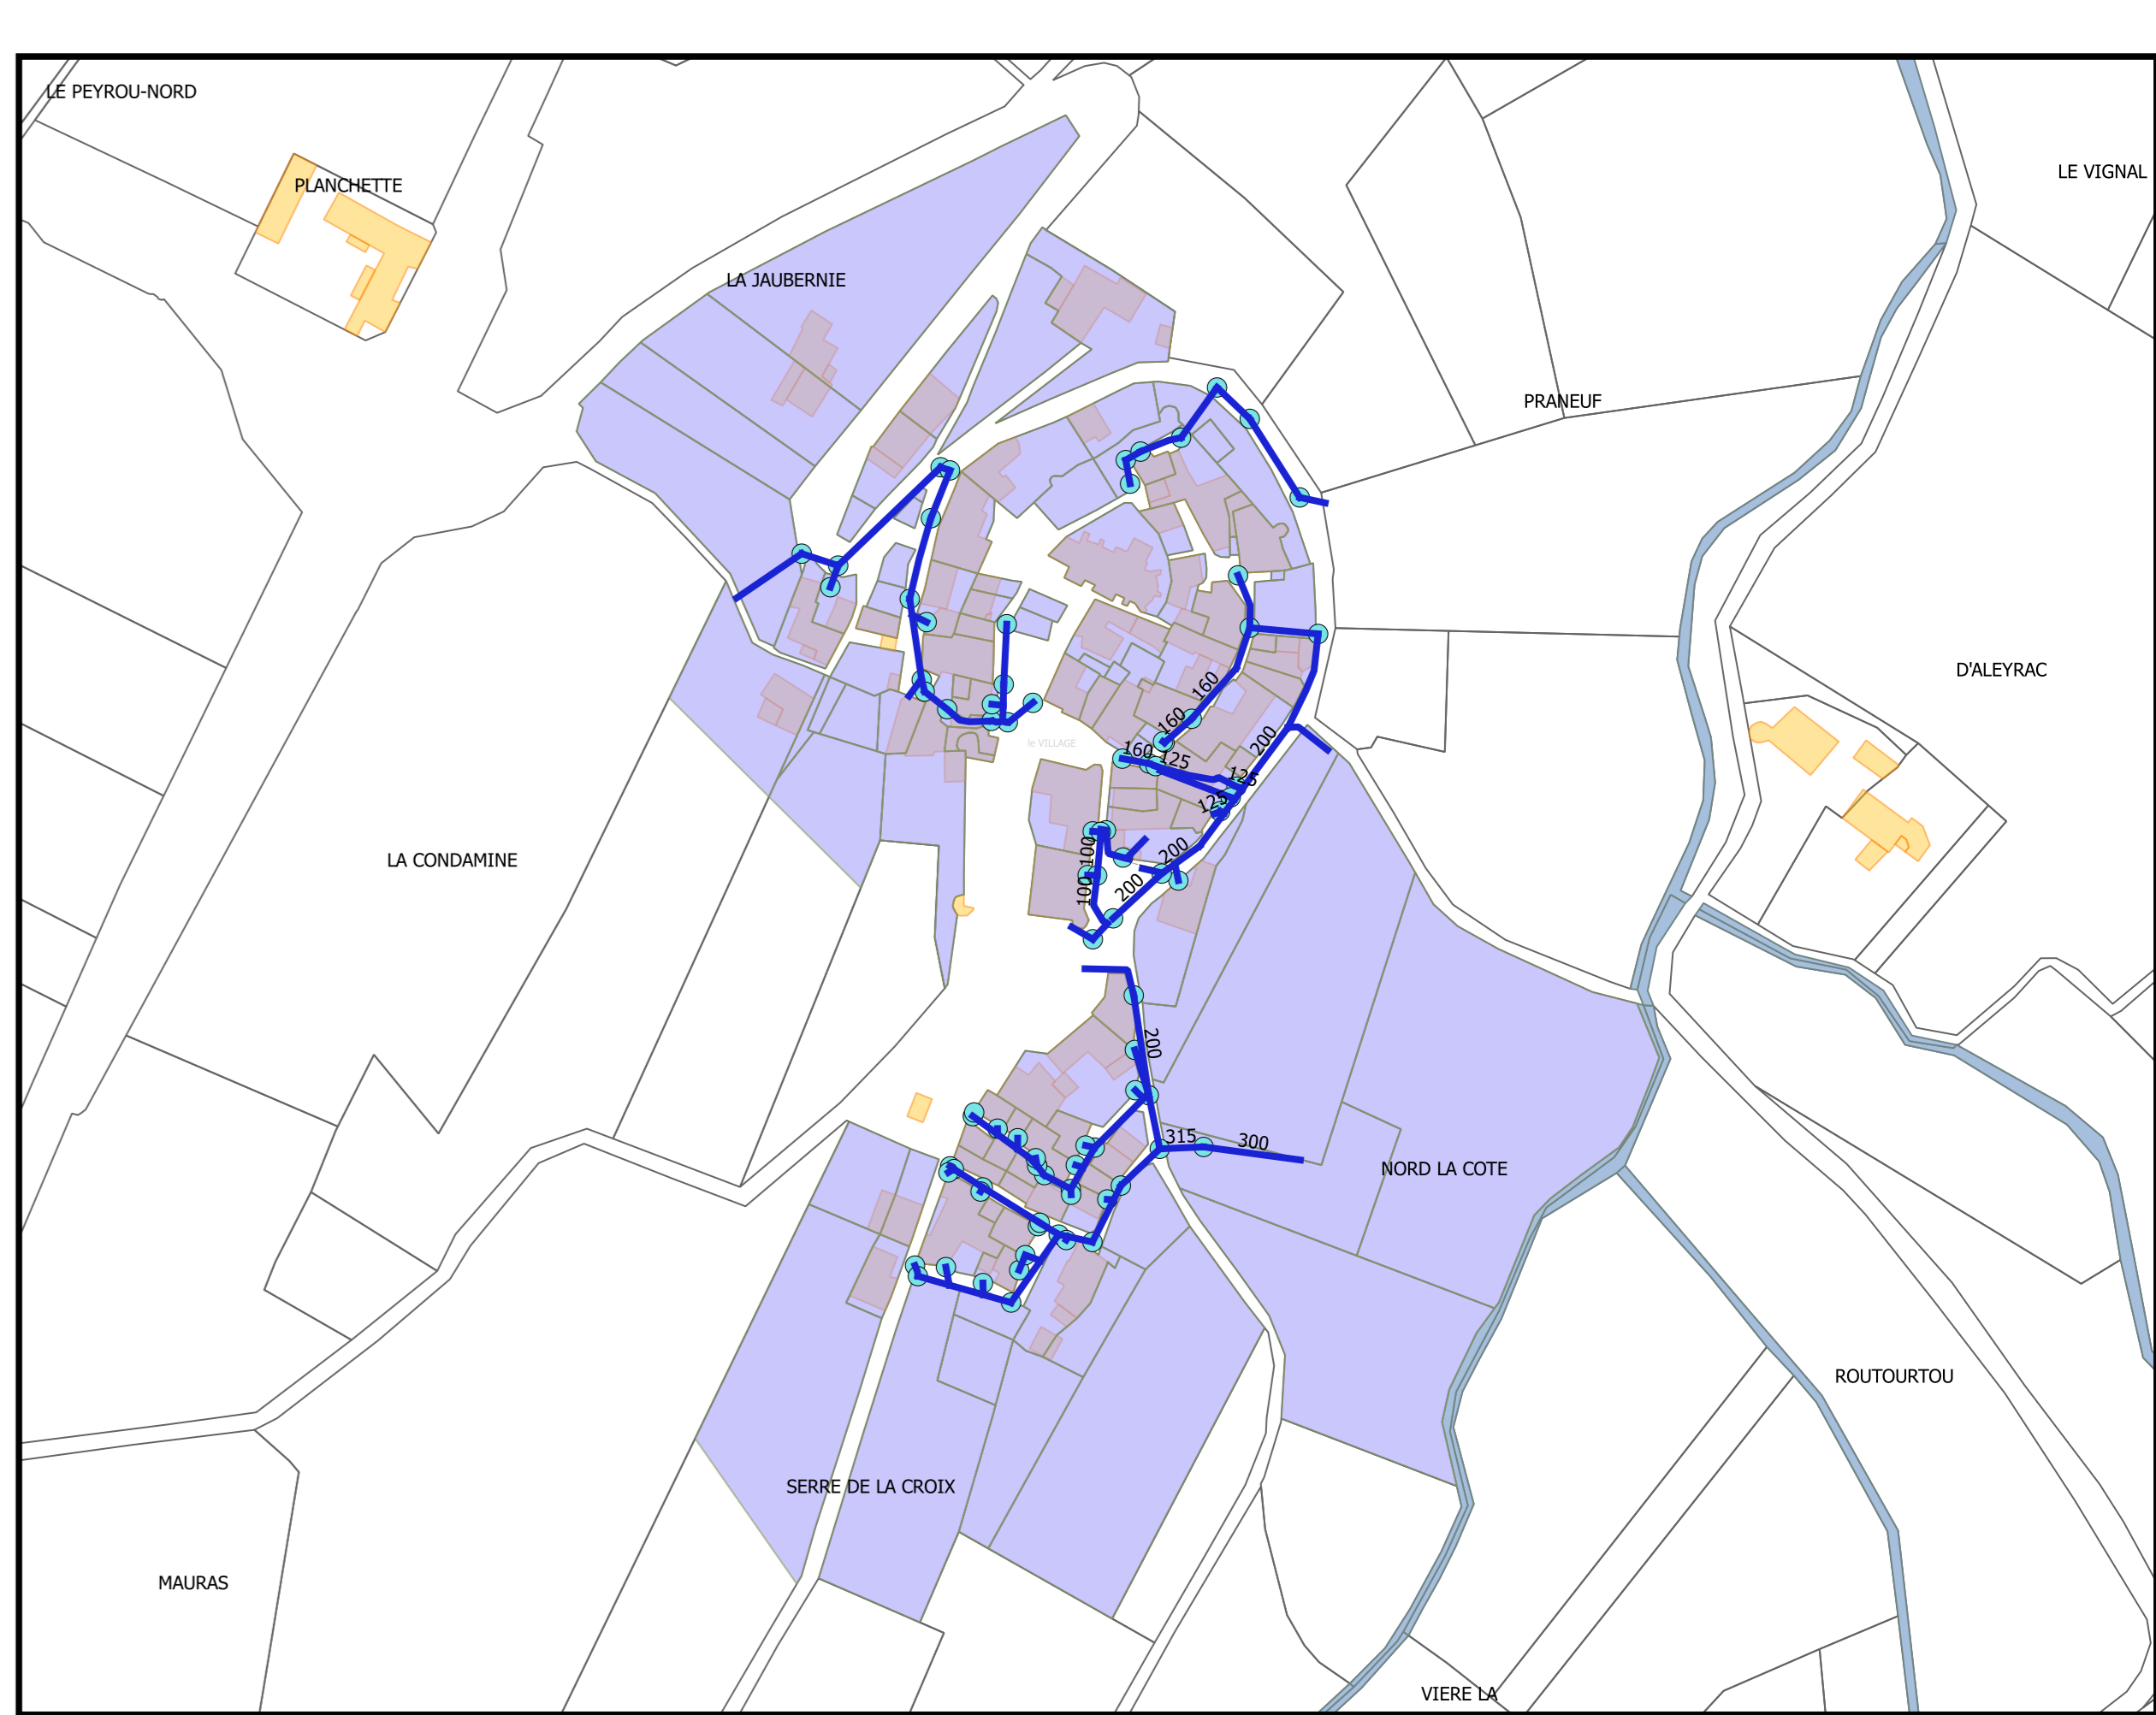 LE PEYROU-NORD
LE VIGNAL
PLANCHETTE
LA JAUBERNIE
PRANEUF
D'ALEYRAC
160
160
le VILLAGE
160
125
200
125
125
LA CONDAMINE
100
200
100
200
200
315
300
NORD LA COTE
ROUTOURTOU
SERRE DE LA CROIX
MAURAS
VIERE LA